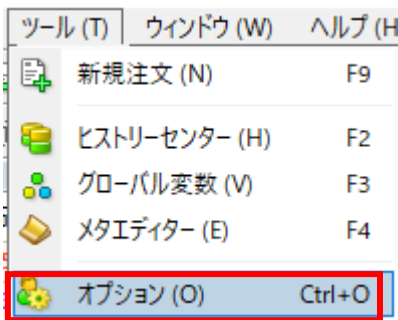 ツール (T) ウィンドウ (W) ヘルプ (H
新規注文 (N) F9
ヒストリーセンター (H) F2
グローバル変数 (V) F3
メタエディター (E) F4
オプション (O) Ctrl+O